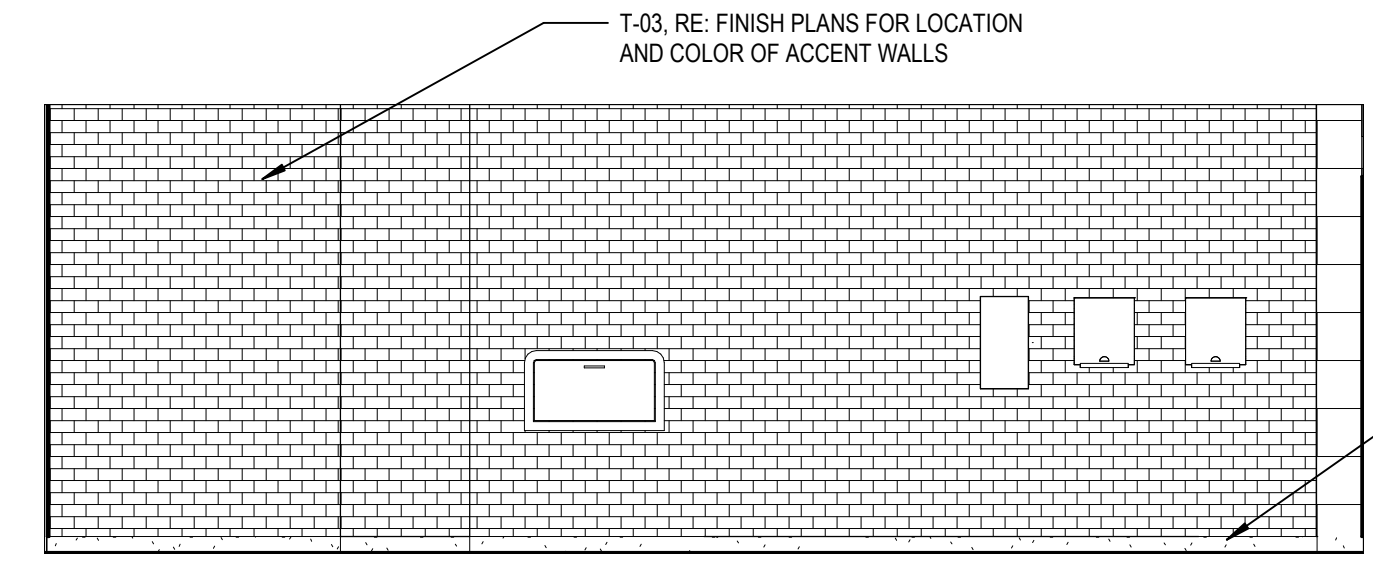 T-03, RE: FINISH PLANS FOR LOCATION
AND COLOR OF ACCENT WALLS